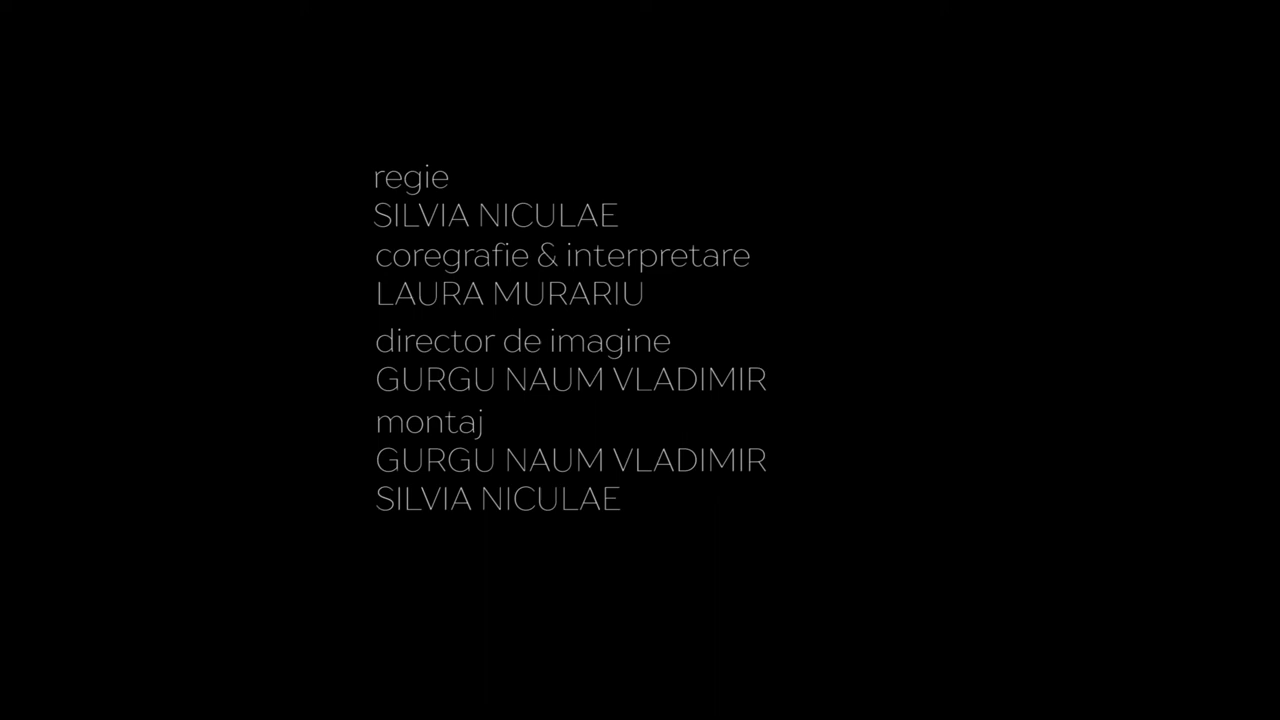 regie
SILVIA NICULAE
coregrafie & interpretare
LAURA MURARIU
director de imagine
GURGU NAUM VLADIMIR
montaj
GURGU NAUM VLADIMIR
SILVIA NICULAE